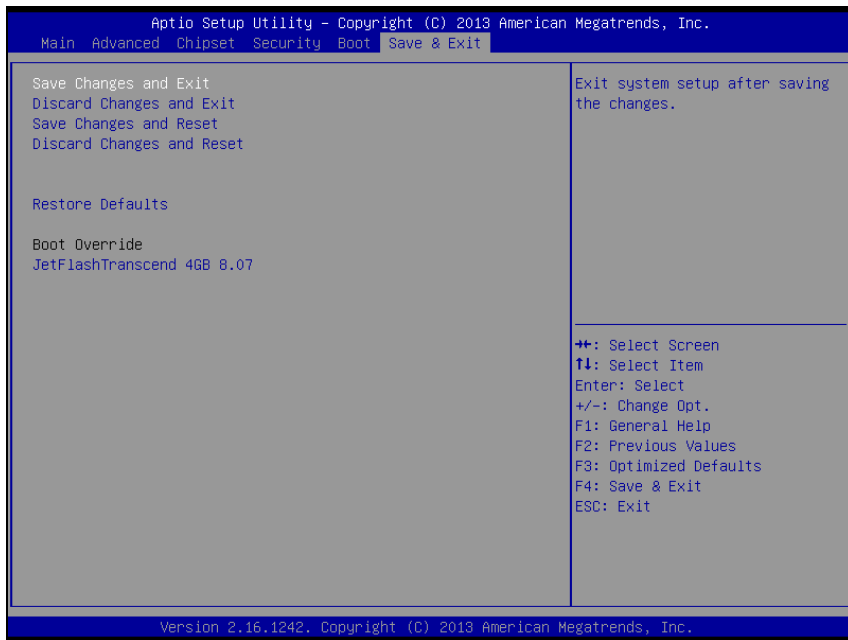 Aptio Setup Utility – Copyright (C) 2013 American Megatrends, Inc.
Main Advanced Chipset Security Boot Save & Exit
Save Changes and Exit
Discard Changes and Exit
Save Changes and Reset
Discard Changes and Reset
Restore Defaults
Boot Override
JetFlashTranscend 4GB 8.07
Exit system setup after saving
the changes.
→←: Select Screen
↑↓: Select Item
Enter: Select
+/-: Change Opt.
F1: General Help
F2: Previous Values
F3: Optimized Defaults
F4: Save & Exit
ESC: Exit
Version 2.16.1242. Copyright (C) 2013 American Megatrends, Inc.